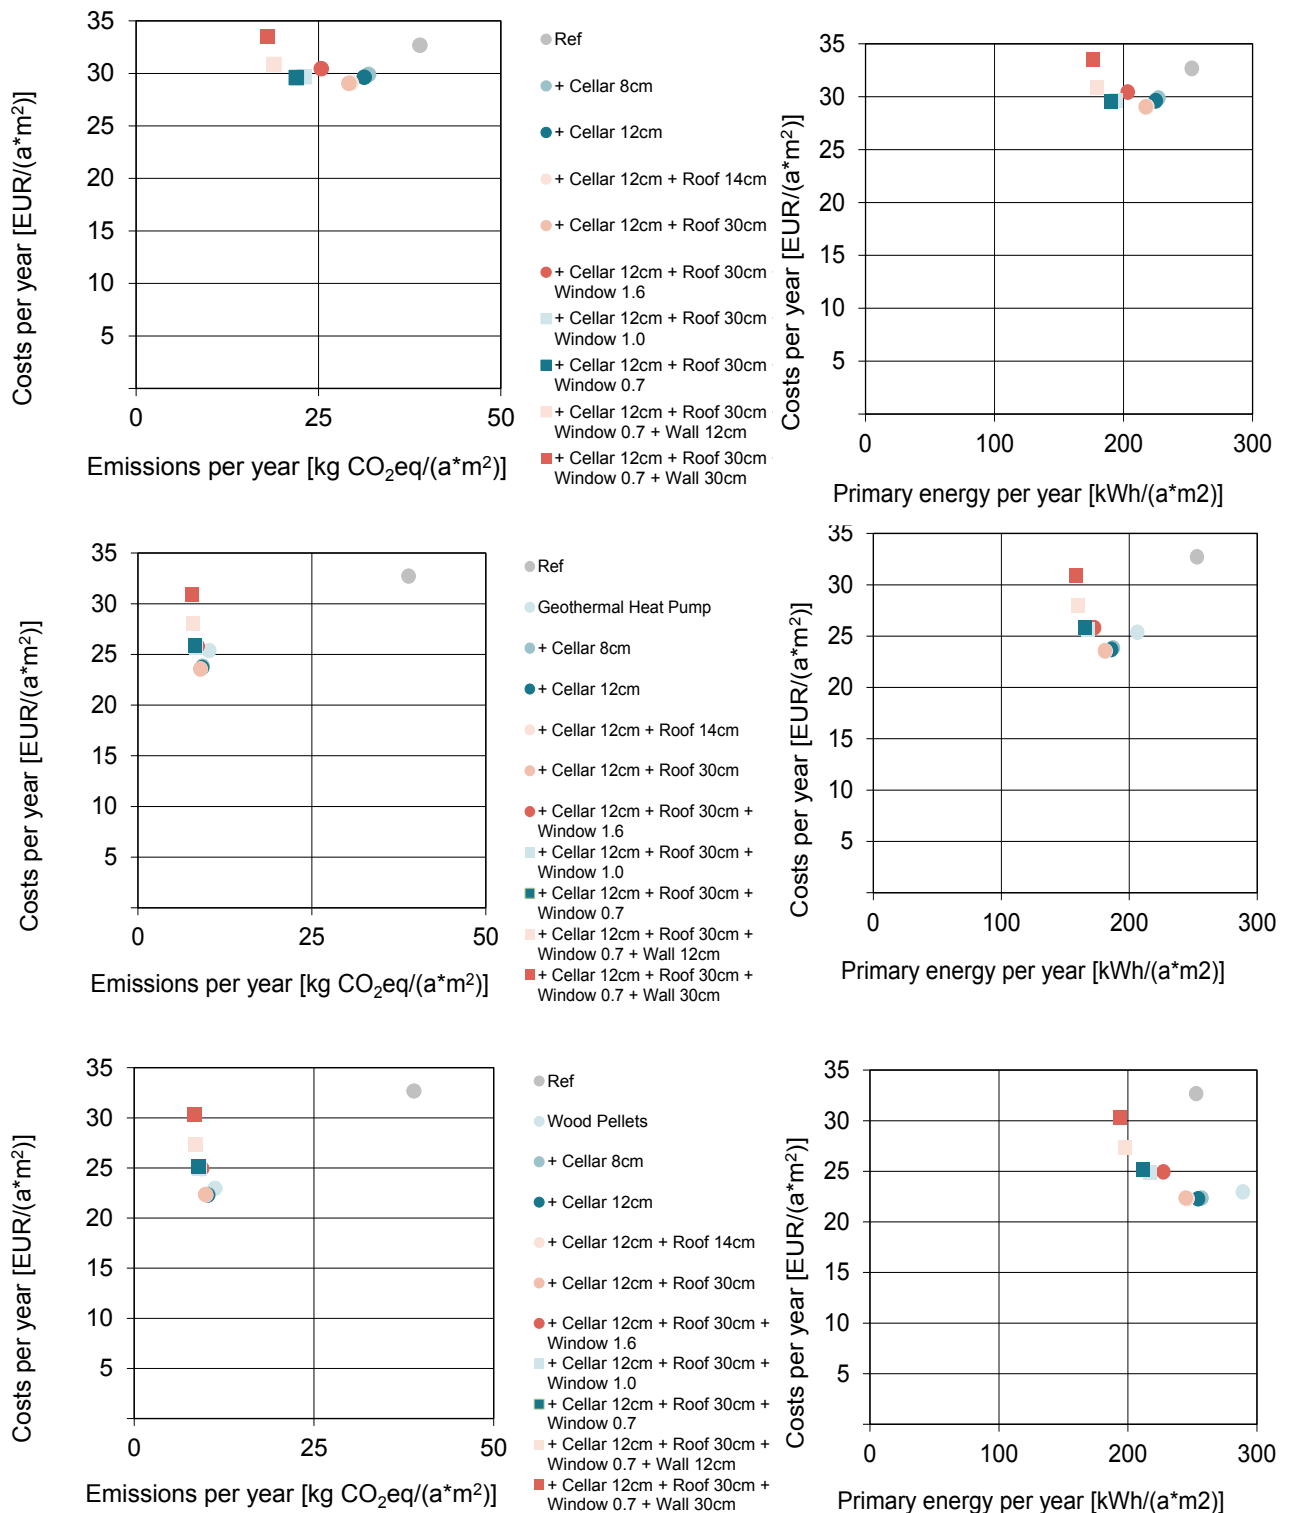 35
30
25
20
15
10
5
0
25
50
Costs per year [EUR/(a*m²)]
Emissions per year [kg CO₂eq/(a*m²)]
Ref
+ Cellar 8cm
+ Cellar 12cm
+ Cellar 12cm + Roof 14cm
+ Cellar 12cm + Roof 30cm
+ Cellar 12cm + Roof 30cm
Window 1.6
+ Cellar 12cm + Roof 30cm
Window 1.0
+ Cellar 12cm + Roof 30cm
Window 0.7
+ Cellar 12cm + Roof 30cm
Window 0.7 + Wall 12cm
+ Cellar 12cm + Roof 30cm
Window 0.7 + Wall 30cm
35
30
25
20
15
10
5
0
100
200
300
Costs per year [EUR/(a*m²)]
Primary energy per year [kWh/(a*m2)]
35
30
25
20
15
10
5
0
25
50
Costs per year [EUR/(a*m²)]
Emissions per year [kg CO₂eq/(a*m²)]
Ref
Geothermal Heat Pump
+ Cellar 8cm
+ Cellar 12cm
+ Cellar 12cm + Roof 14cm
+ Cellar 12cm + Roof 30cm
+ Cellar 12cm + Roof 30cm +
Window 1.6
+ Cellar 12cm + Roof 30cm +
Window 1.0
+ Cellar 12cm + Roof 30cm +
Window 0.7
+ Cellar 12cm + Roof 30cm +
Window 0.7 + Wall 12cm
+ Cellar 12cm + Roof 30cm +
Window 0.7 + Wall 30cm
35
30
25
20
15
10
5
0
100
200
300
Costs per year [EUR/(a*m²)]
Primary energy per year [kWh/(a*m2)]
35
30
25
20
15
10
5
0
25
50
Costs per year [EUR/(a*m²)]
Emissions per year [kg CO₂eq/(a*m²)]
Ref
Wood Pellets
+ Cellar 8cm
+ Cellar 12cm
+ Cellar 12cm + Roof 14cm
+ Cellar 12cm + Roof 30cm
+ Cellar 12cm + Roof 30cm +
Window 1.6
+ Cellar 12cm + Roof 30cm +
Window 1.0
+ Cellar 12cm + Roof 30cm +
Window 0.7
+ Cellar 12cm + Roof 30cm +
Window 0.7 + Wall 12cm
+ Cellar 12cm + Roof 30cm +
Window 0.7 + Wall 30cm
35
30
25
20
15
10
5
0
100
200
300
Costs per year [EUR/(a*m²)]
Primary energy per year [kWh/(a*m2)]